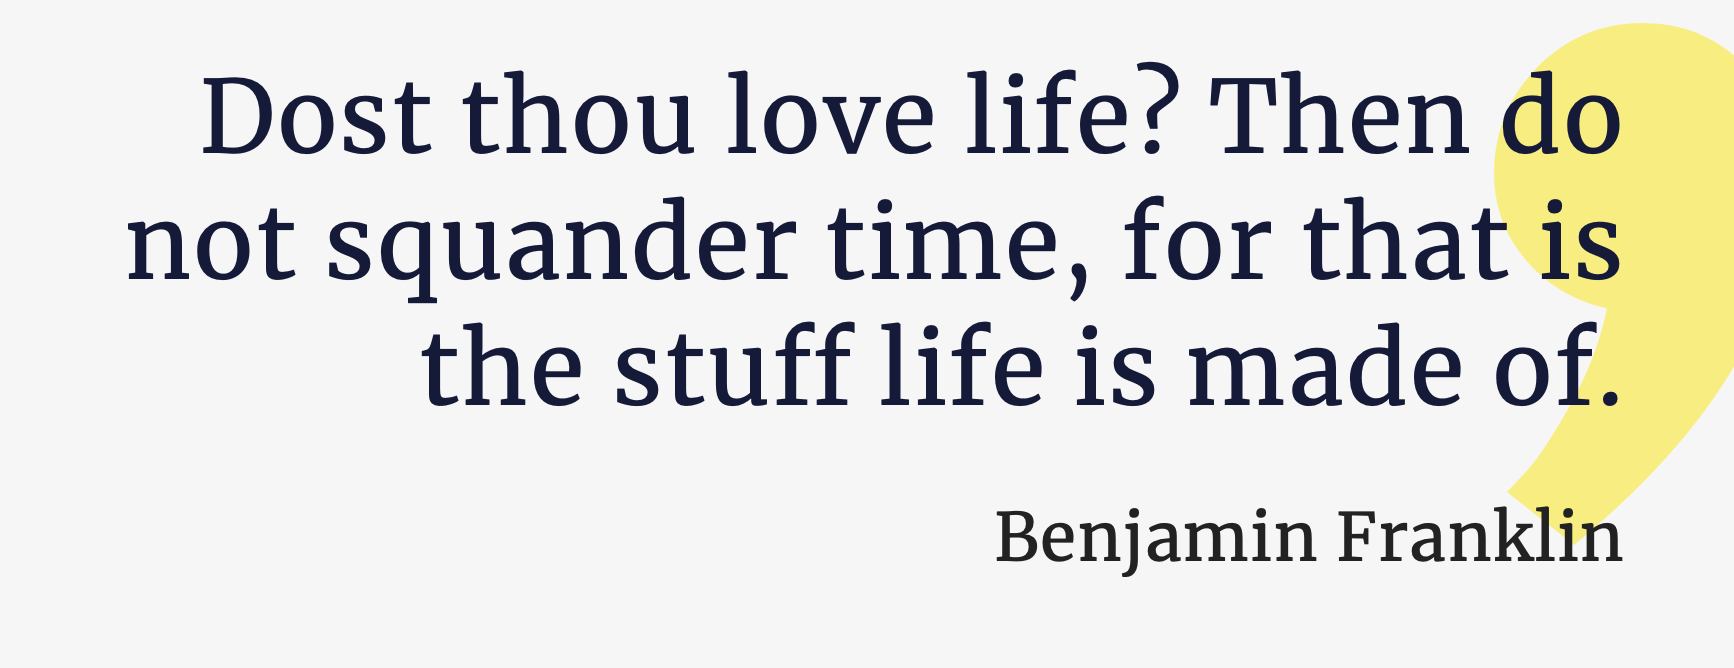 Dost thou love life? Then do
not squander time, for that is
the stuff life is made of.
Benjamin Franklin